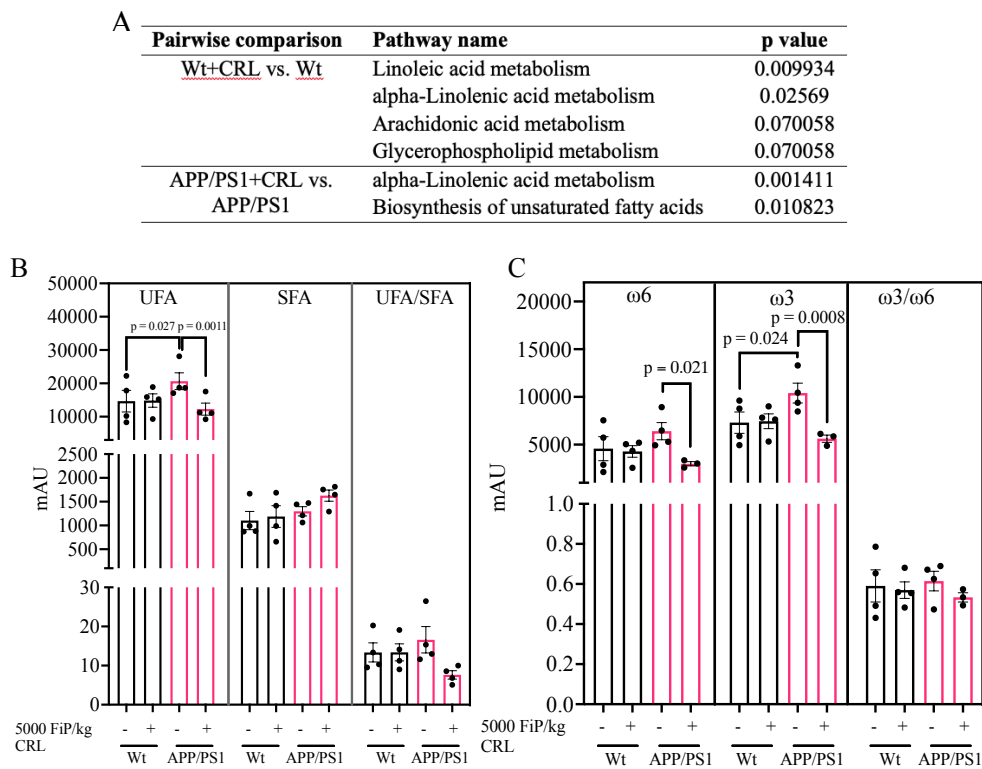 A
Pairwise comparison Pathway name p value
Wt+CRL vs. Wt Linoleic acid metabolism 0.009934
alpha-Linolenic acid metabolism 0.02569
Arachidonic acid metabolism 0.070058
Glycerophospholipid metabolism 0.070058
APP/PS1+CRL vs. alpha-Linolenic acid metabolism 0.001411
APP/PS1 Biosynthesis of unsaturated fatty acids 0.010823
B
UFA SFA UFA/SFA
p = 0.027 p = 0.0011
mAU
50000
40000
30000
20000
10000
2500
2000
1500
1000
500
30
20
10
0
5000 FiP/kg - + - + - + - + - + - +
CRL
Wt APP/PS1 Wt APP/PS1 Wt APP/PS1
C
ω6 ω3 ω3/ω6
p = 0.0008
p = 0.024
p = 0.021
mAU
20000
15000
10000
5000
1.0
0.8
0.6
0.4
0.2
0.0
5000 FiP/kg - + - + - + - + - + - +
CRL
Wt APP/PS1 Wt APP/PS1 Wt APP/PS1